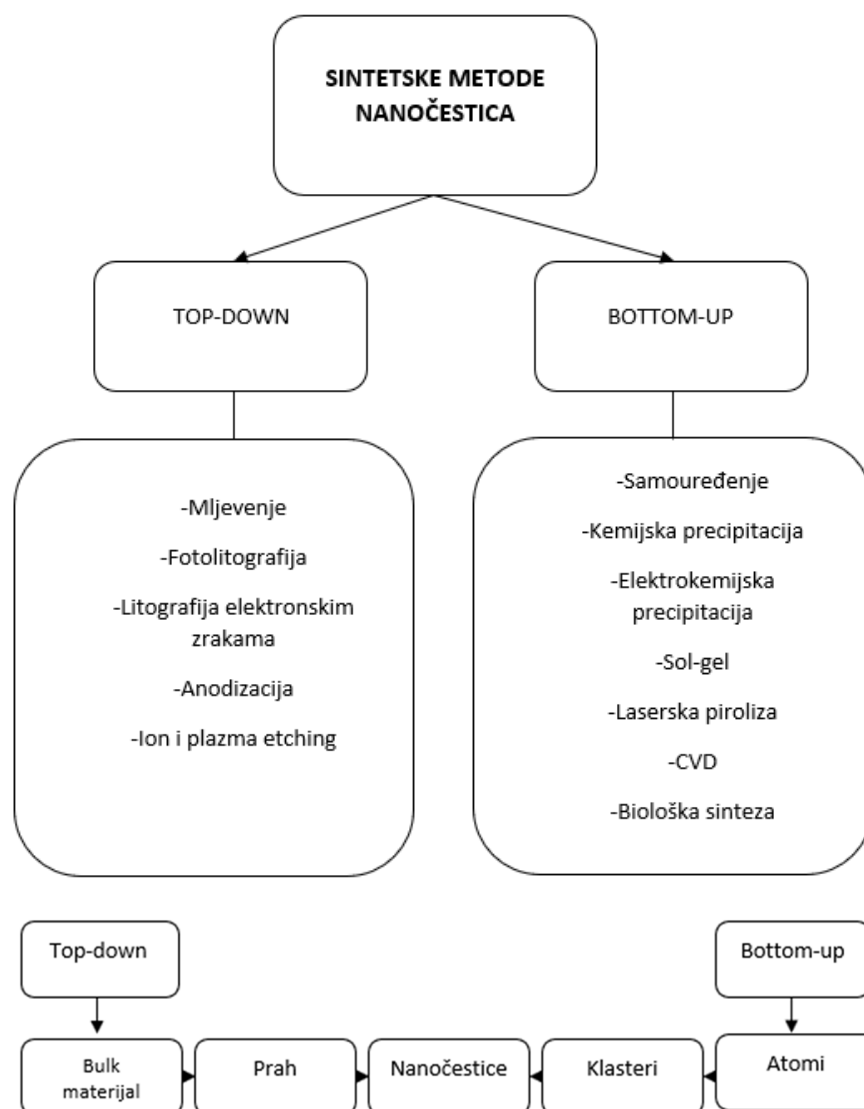 SINTETSKE METODE
NANOČESTICA
TOP-DOWN
BOTTOM-UP
-Mljevenje
-Fotolitografija
-Litografija elektronskim
zrakama
-Anodizacija
-Ion i plazma etching
-Samouređenje
-Kemijska precipitacija
-Elektrokemijska
precipitacija
-Sol-gel
-Laserska piroliza
-CVD
-Biološka sinteza
Top-down
Bottom-up
Bulk
materijal
Prah
Nanočestice
Klasteri
Atomi